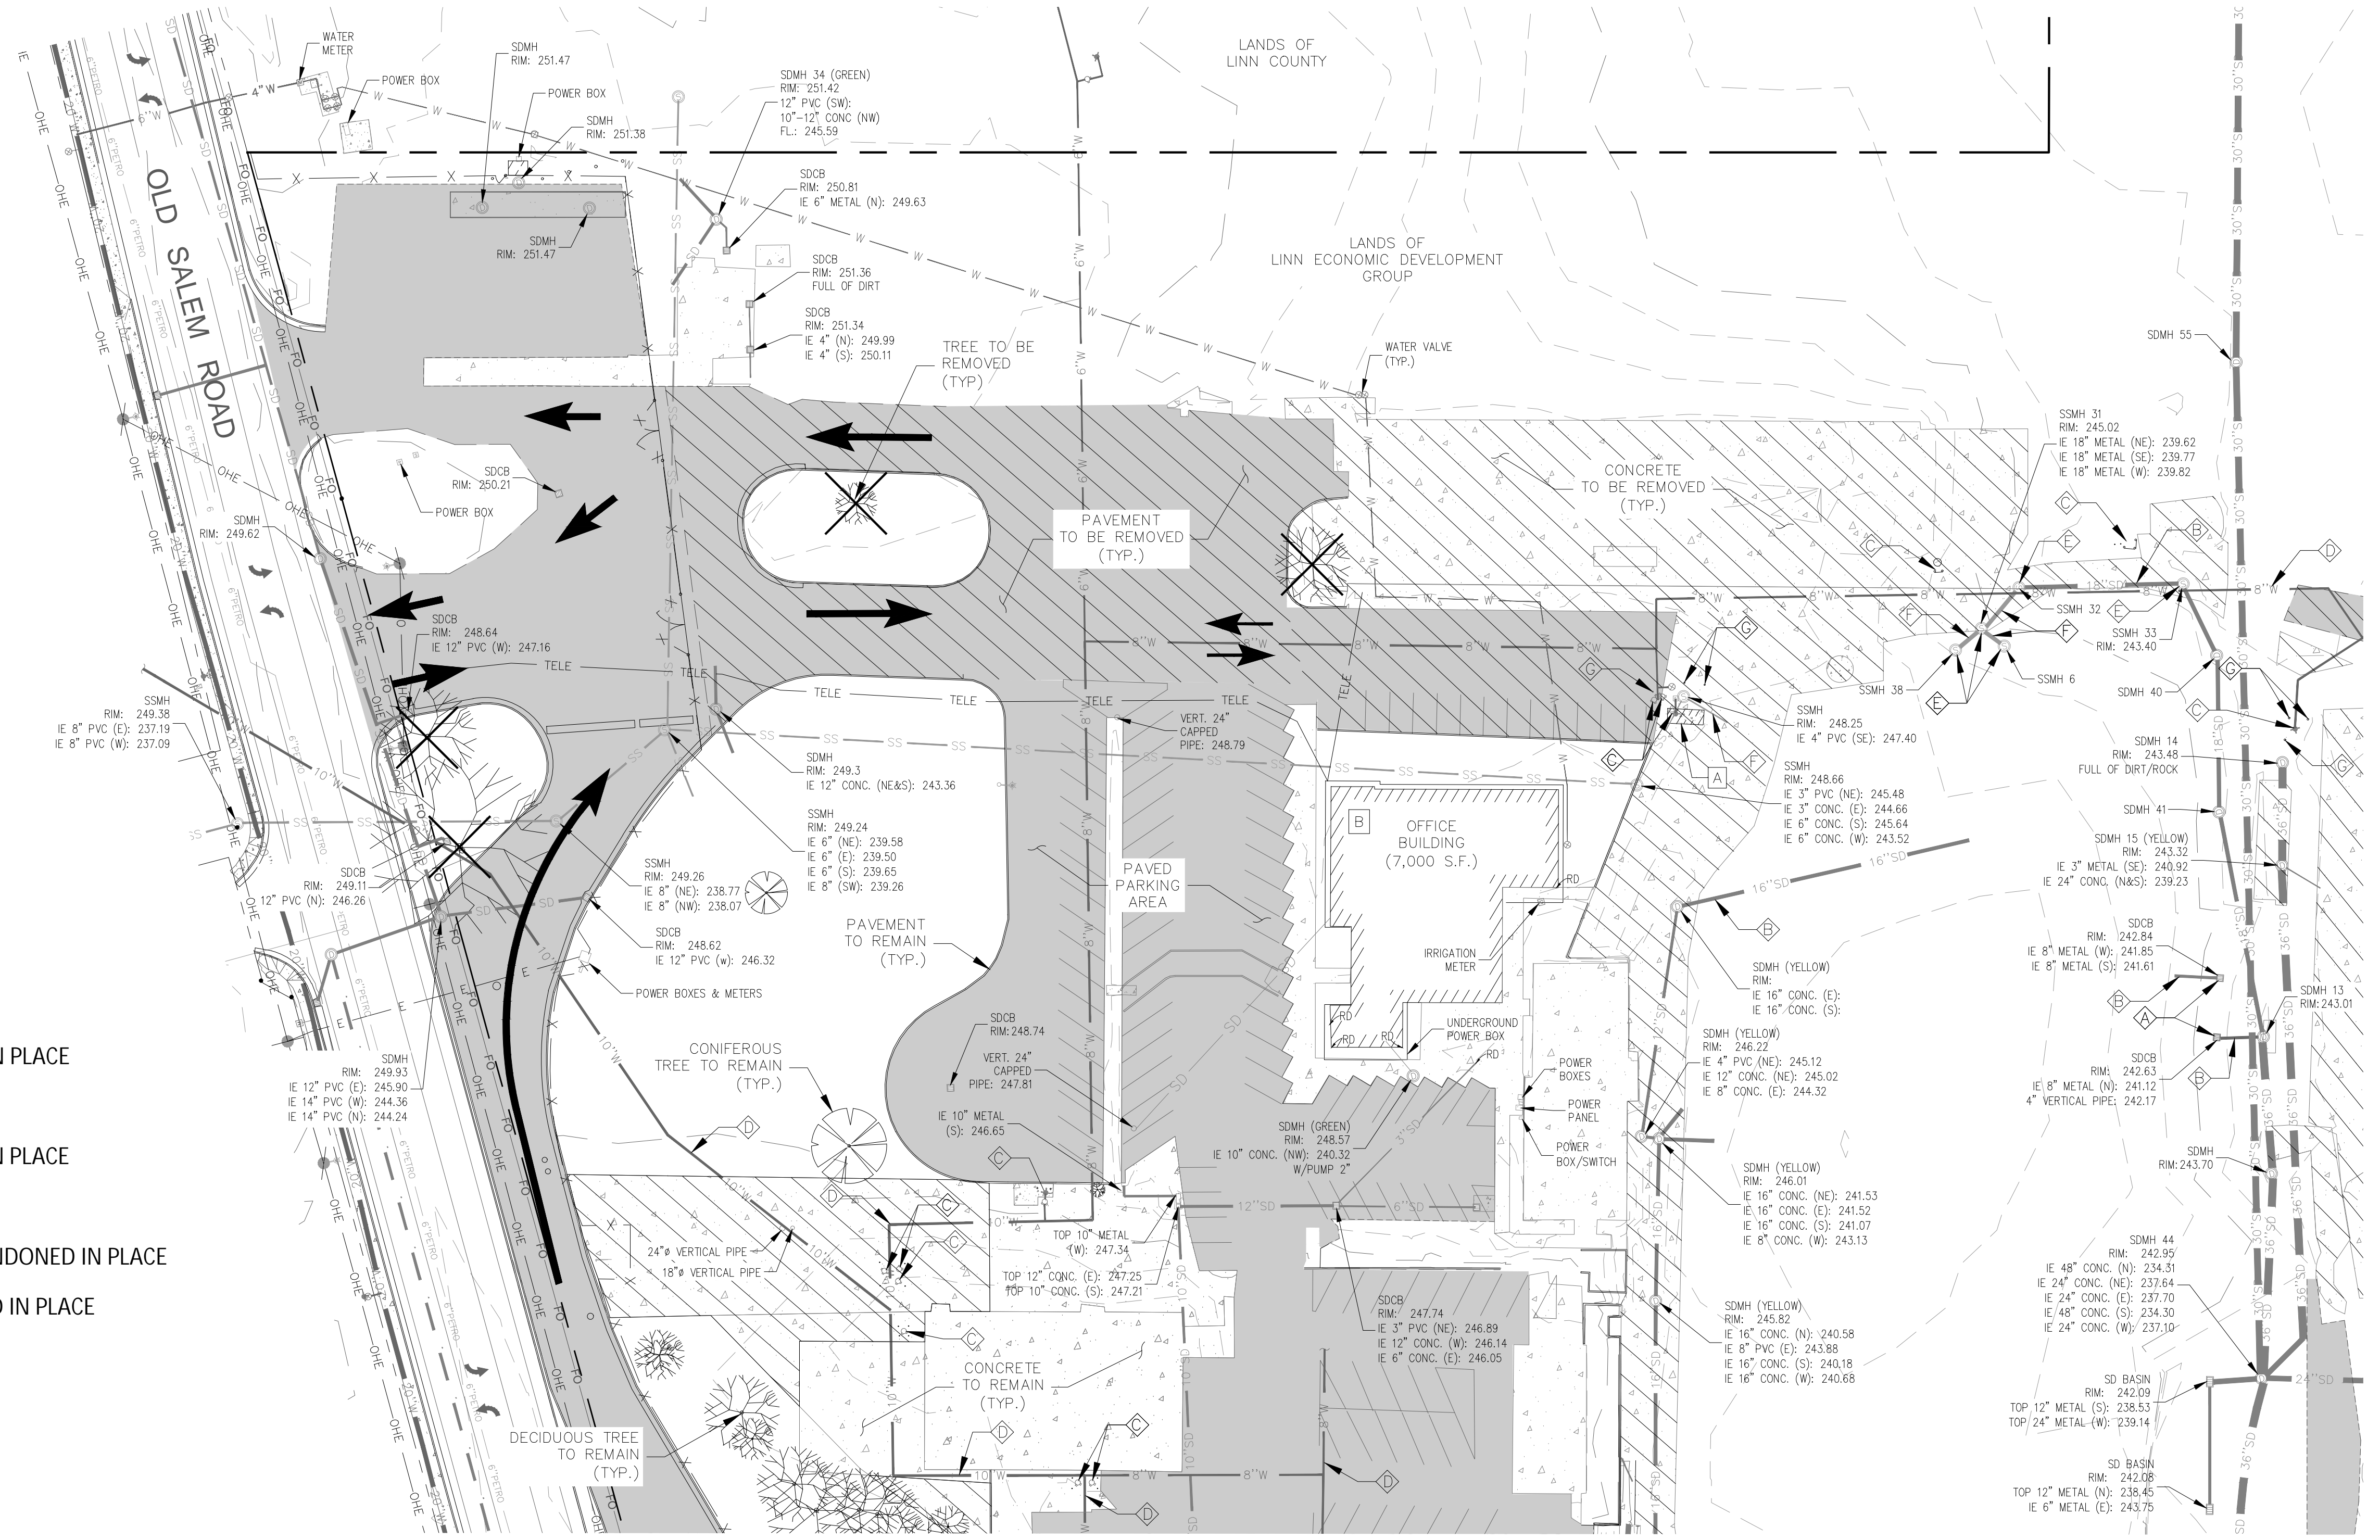 WATER
METER
POWER BOX
SDMH
RIM: 251.47
POWER BOX
SDMH
RIM: 251.38
SDMH 34 (GREEN)
RIM: 251.42
12" PVC (SW):
10"-12" CONC (NW)
FL.: 245.59
SDCB
RIM: 250.81
IE 6" METAL (N): 249.63
SDMH
RIM: 251.47
SDCB
RIM: 251.36
FULL OF DIRT
SDCB
RIM: 251.34
IE 4" (N): 249.99
IE 4" (S): 250.11
LANDS OF
LINN COUNTY
LANDS OF
LINN ECONOMIC DEVELOPMENT
GROUP
OLD SALEM ROAD
TREE TO BE
REMOVED
(TYP)
WATER VALVE
(TYP.)
SDMH 55
SSMH 31
RIM: 245.02
IE 18" METAL (NE): 239.62
IE 18" METAL (SE): 239.77
IE 18" METAL (W): 239.82
CONCRETE
TO BE REMOVED
(TYP.)
PAVEMENT
TO BE REMOVED
(TYP.)
SDCB
RIM: 250.21
POWER BOX
SDMH
RIM: 249.62
SDCB
RIM: 248.64
IE 12" PVC (W): 247.16
SSMH
RIM: 249.38
IE 8" PVC (E): 237.19
IE 8" PVC (W): 237.09
SSMH 32
SSMH 33
RIM: 243.40
SSMH 38
SSMH 6
SDMH 40
SSMH
RIM: 248.25
IE 4" PVC (SE): 247.40
SDMH 14
RIM: 243.48
FULL OF DIRT/ROCK
VERT. 24"
CAPPED
PIPE: 248.79
SDMH
RIM: 249.3
IE 12" CONC. (NE&S): 243.36
SSMH
RIM: 248.66
IE 3" PVC (NE): 245.48
IE 3" CONC. (E): 244.66
IE 6" CONC. (S): 245.64
IE 6" CONC. (W): 243.52
SSMH
RIM: 249.24
IE 6" (NE): 239.58
IE 6" (E): 239.50
IE 6" (S): 239.65
IE 8" (SW): 239.26
B
OFFICE
BUILDING
(7,000 S.F.)
SDMH 41
SDMH 15 (YELLOW)
RIM: 243.32
IE 3" METAL (SE): 240.92
IE 24" CONC. (N&S): 239.23
SDCB
RIM: 249.11
12" PVC (N): 246.26
SSMH
RIM: 249.26
IE 8" (NE): 238.77
IE 8" (NW): 238.07
PAVED
PARKING
AREA
SDCB
RIM: 248.62
IE 12" PVC (w): 246.32
PAVEMENT
TO REMAIN
(TYP.)
IRRIGATION
METER
SDCB
RIM: 242.84
IE 8" METAL (W): 241.85
IE 8" METAL (S): 241.61
SDMH (YELLOW)
RIM:
IE 16" CONC. (E):
IE 16" CONC. (S):
POWER BOXES & METERS
SDMH 13
RIM: 243.01
SDCB
RIM: 248.74
UNDERGROUND
POWER BOX
SDMH (YELLOW)
RIM: 246.22
IE 4" PVC (NE): 245.12
IE 12" CONC. (NE): 245.02
IE 8" CONC. (E): 244.32
N PLACE
CONIFEROUS
TREE TO REMAIN
(TYP.)
VERT. 24"
CAPPED
PIPE: 247.81
POWER
BOXES
SDMH
RIM: 249.93
IE 12" PVC (E): 245.90
IE 14" PVC (W): 244.36
IE 14" PVC (N): 244.24
SDCB
RIM: 242.63
IE 8" METAL (N): 241.12
4" VERTICAL PIPE: 242.17
IE 10" METAL
(S): 246.65
POWER
PANEL
SDMH (GREEN)
RIM: 248.57
IE 10" CONC. (NW): 240.32
W/PUMP 2"
POWER
BOX/SWITCH
N PLACE
SDMH
RIM: 243.70
SDMH (YELLOW)
RIM: 246.01
IE 16" CONC. (NE): 241.53
IE 16" CONC. (E): 241.52
IE 16" CONC. (S): 241.07
IE 8" CONC. (W): 243.13
24"ø VERTICAL PIPE
18"ø VERTICAL PIPE
TOP 10" METAL
(W): 247.34
TOP 12" CONC. (E): 247.25
TOP 10" CONC. (S): 247.21
NDONED IN PLACE
SDMH 44
RIM: 242.95
IE 48" CONC. (N): 234.31
IE 24" CONC. (NE): 237.64
IE 24" CONC. (E): 237.70
IE 48" CONC. (S): 234.30
IE 24" CONC. (W): 237.10
D IN PLACE
SDCB
RIM: 247.74
IE 3" PVC (NE): 246.89
IE 12" CONC. (W): 246.14
IE 6" CONC. (E): 246.05
SDMH (YELLOW)
RIM: 245.82
IE 16" CONC. (N): 240.58
IE 8" PVC (E): 243.88
IE 16" CONC. (S): 240.18
IE 16" CONC. (W): 240.68
CONCRETE
TO REMAIN
(TYP.)
SD BASIN
RIM: 242.09
TOP 12" METAL (S): 238.53
TOP 24" METAL (W): 239.14
DECIDUOUS TREE
TO REMAIN
(TYP.)
SD BASIN
RIM: 242.08
TOP 12" METAL (N): 238.45
IE 6" METAL (E): 243.75